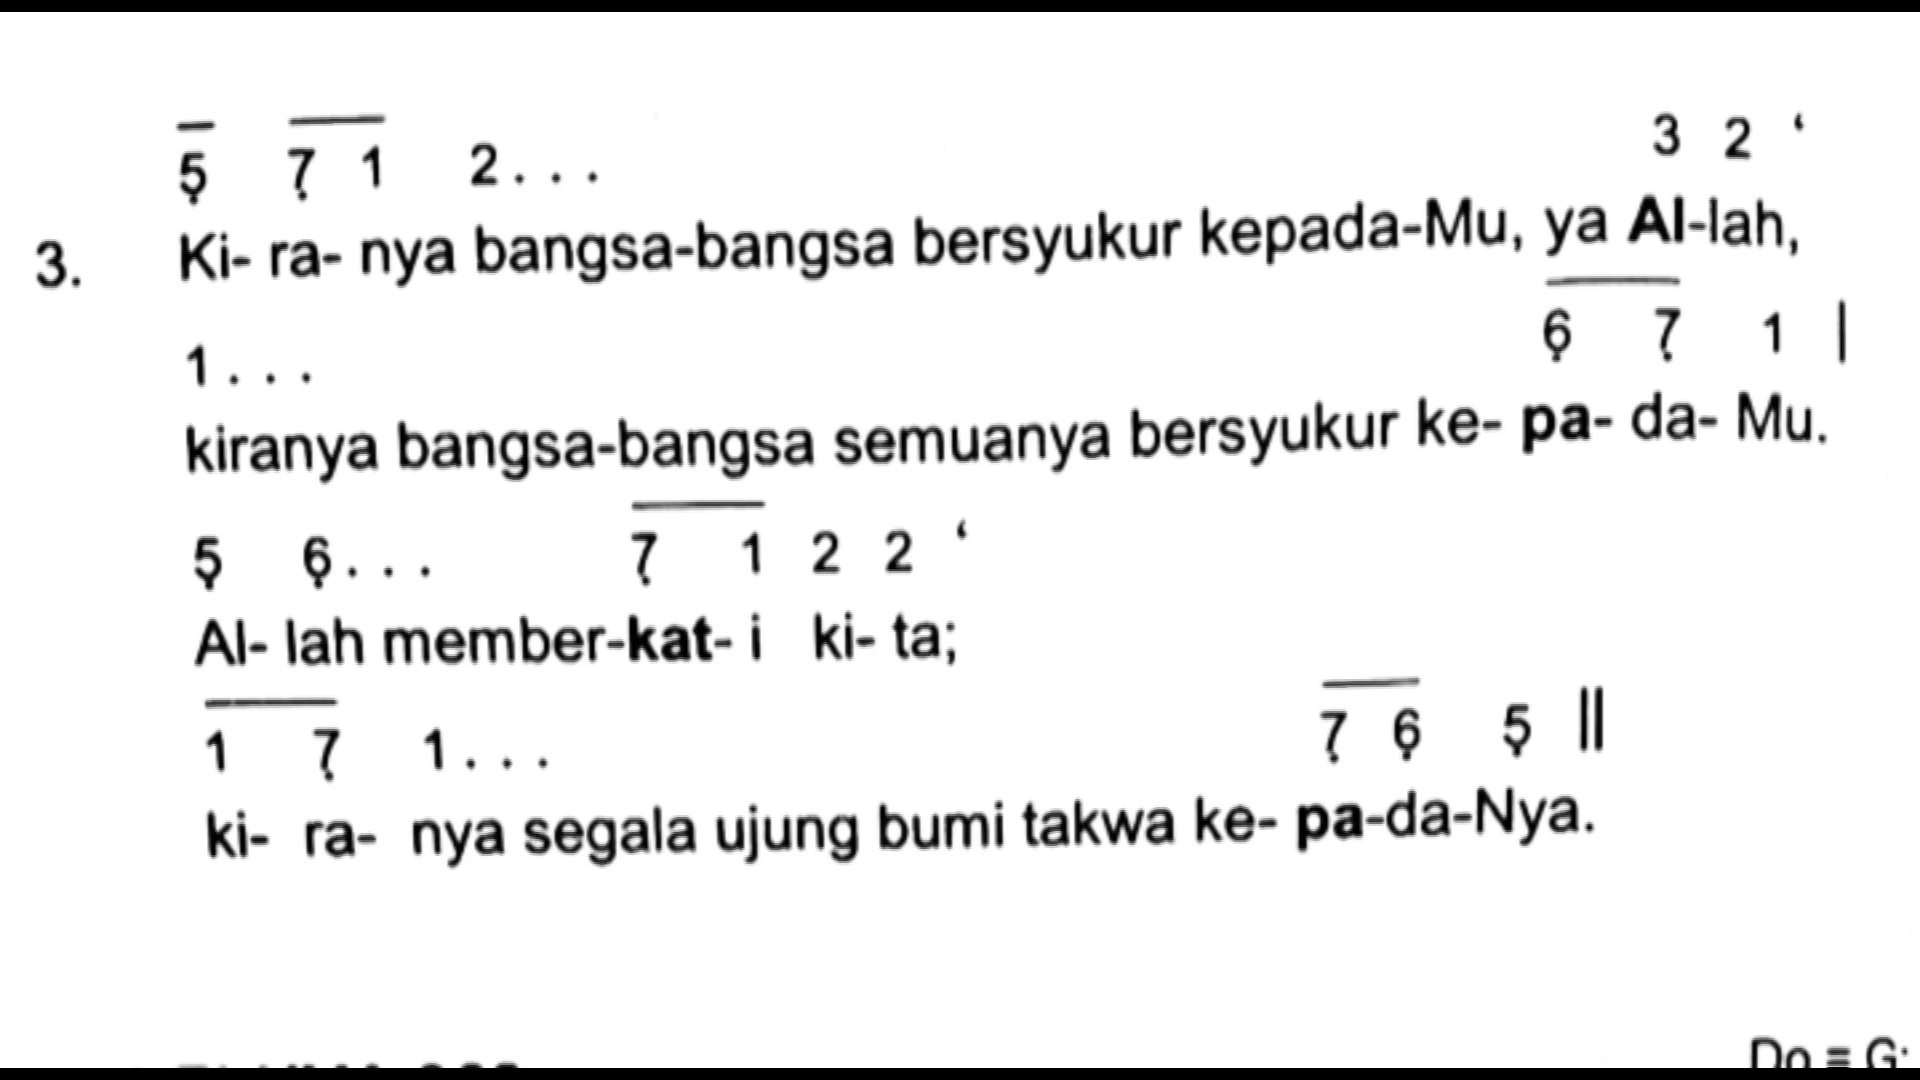 5̣ 7̣ 1 2 . . . 3 2 ‘
3. Ki- ra- nya bangsa-bangsa bersyukur kepada-Mu, ya Al-lah,
1 . . . 6̣ 7̣ 1 |
kiranya bangsa-bangsa semuanya bersyukur ke- pa- da- Mu.
5̣ 6̣ . . . 7̣ 1 2 2 ‘
Al- lah member-kat- i ki- ta;
1 7̣ 1 . . . 7̣ 6̣ 5̣ ||
ki- ra- nya segala ujung bumi takwa ke- pa-da-Nya.
Do = G;